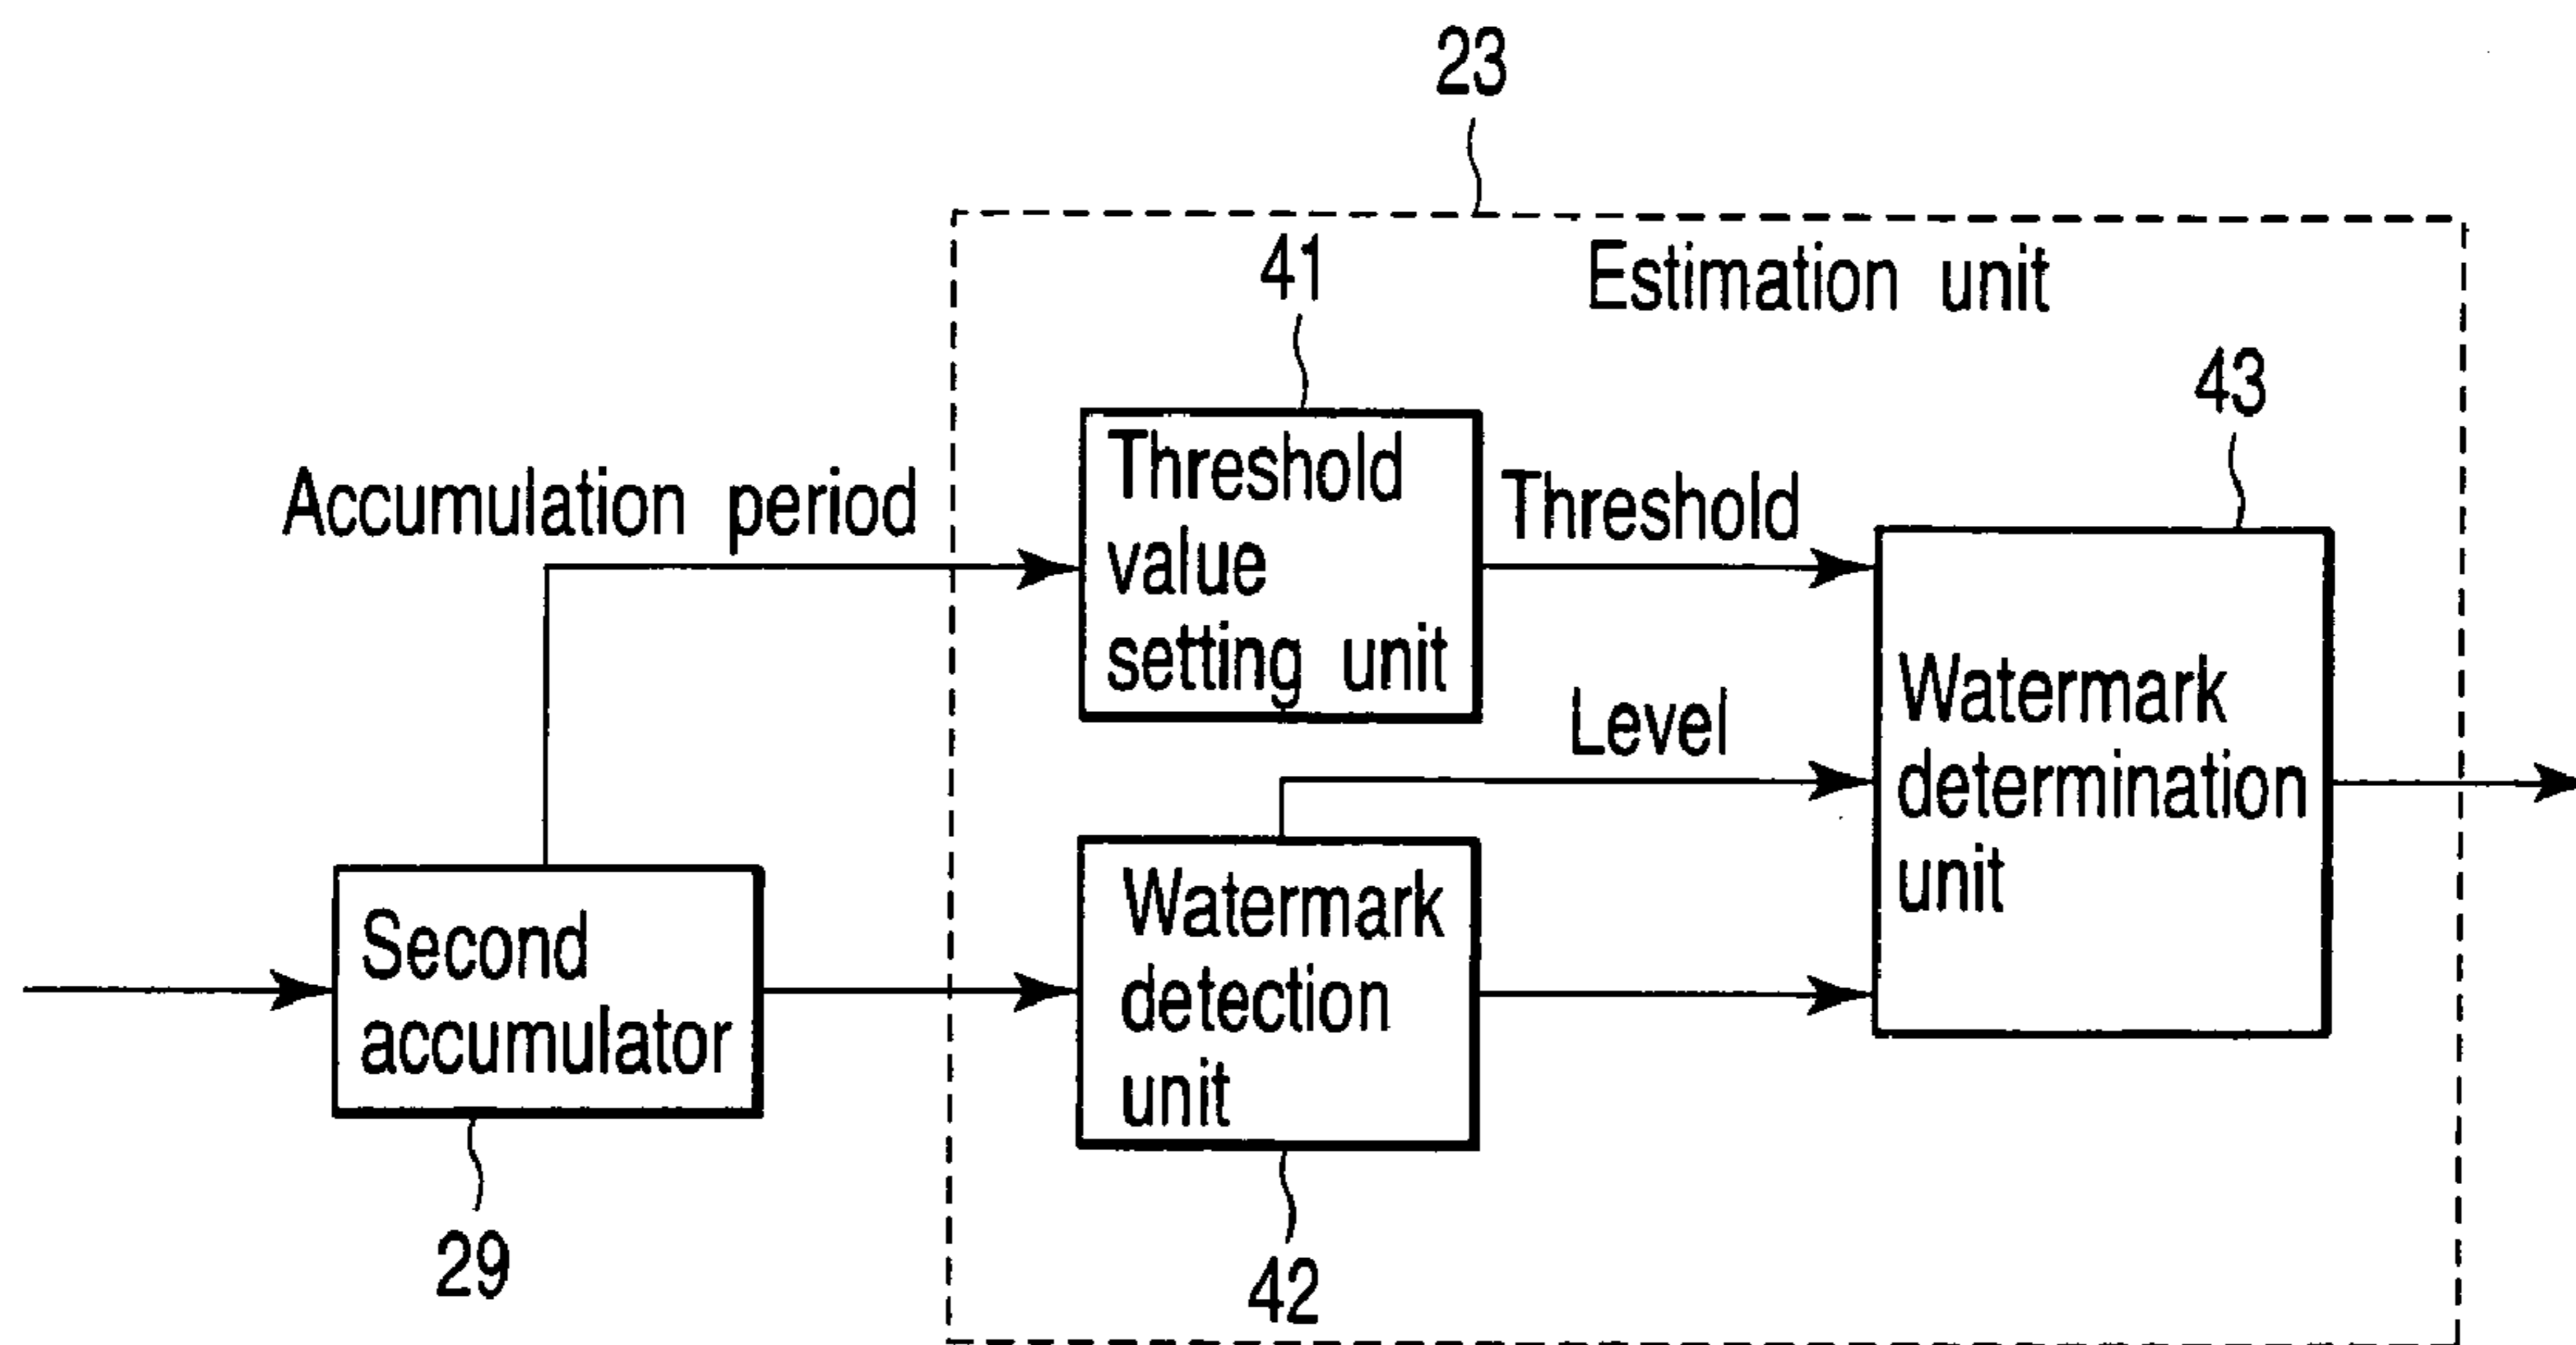 23
Estimation unit
41
43
Accumulation period
Threshold
value
setting unit
Threshold
Level
Watermark
determination
unit
Second
accumulator
Watermark
detection
unit
29
42